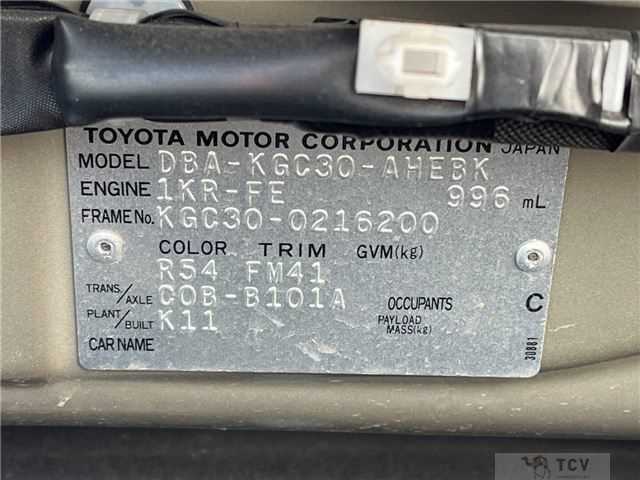 TOYOTA MOTOR CORPORATION JAPAN
MODEL DBA-KGC30-AHEBK
ENGINE 1KR-FE 996 mL
FRAME No. KGC30-0216200
COLOR TRIM GVM(kg)
R54 FM41
TRANS./AXLE C0B-B101A OCCUPANTS C
PLANT/BUILT K11 PAYLOAD MASS(kg)
CAR NAME
30881
TCV